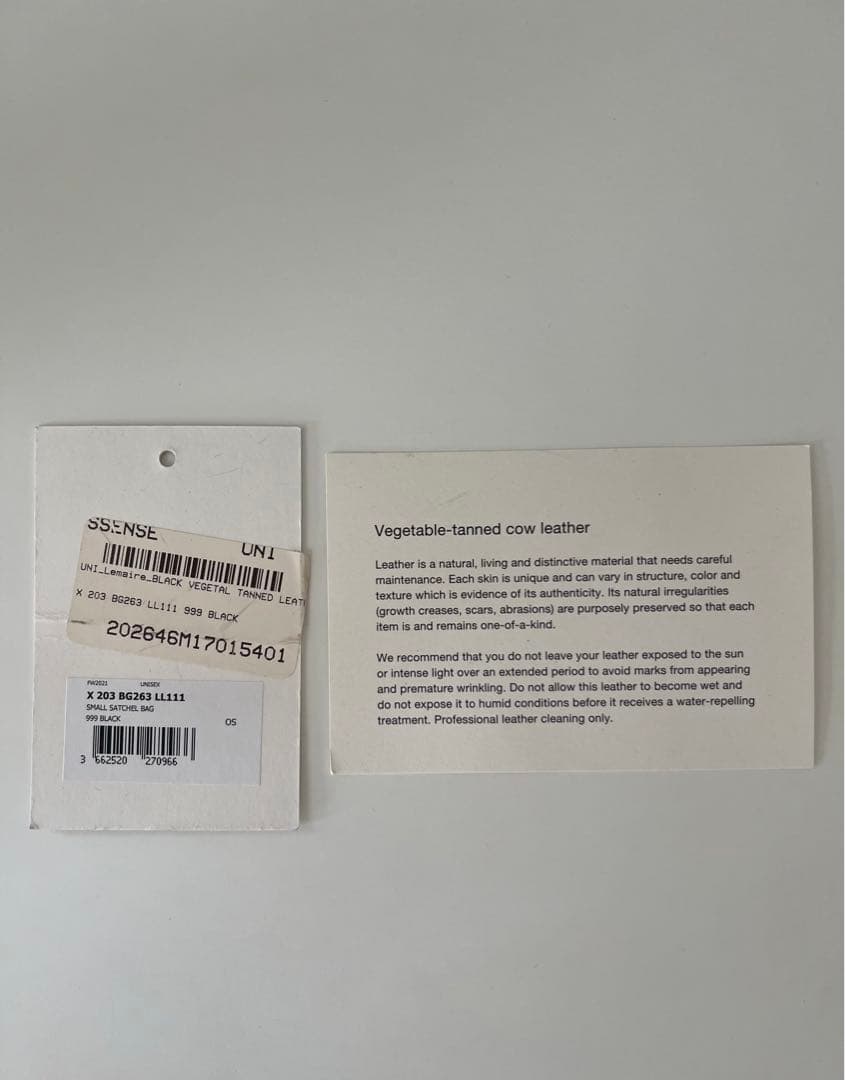 SSENSE
UNI
UNI_Lemaire_BLACK VEGETAL TANNED LEAT
X 203 BG263 LL111 999 BLACK
202646M17015401
FW2021 UNISEX
X 203 BG263 LL111
SMALL SATCHEL BAG
999 BLACK
OS
3 662520 270966
Vegetable-tanned cow leather
Leather is a natural, living and distinctive material that needs careful
maintenance. Each skin is unique and can vary in structure, color and
texture which is evidence of its authenticity. Its natural irregularities
(growth creases, scars, abrasions) are purposely preserved so that each
item is and remains one-of-a-kind.
We recommend that you do not leave your leather exposed to the sun
or intense light over an extended period to avoid marks from appearing
and premature wrinkling. Do not allow this leather to become wet and
do not expose it to humid conditions before it receives a water-repelling
treatment. Professional leather cleaning only.